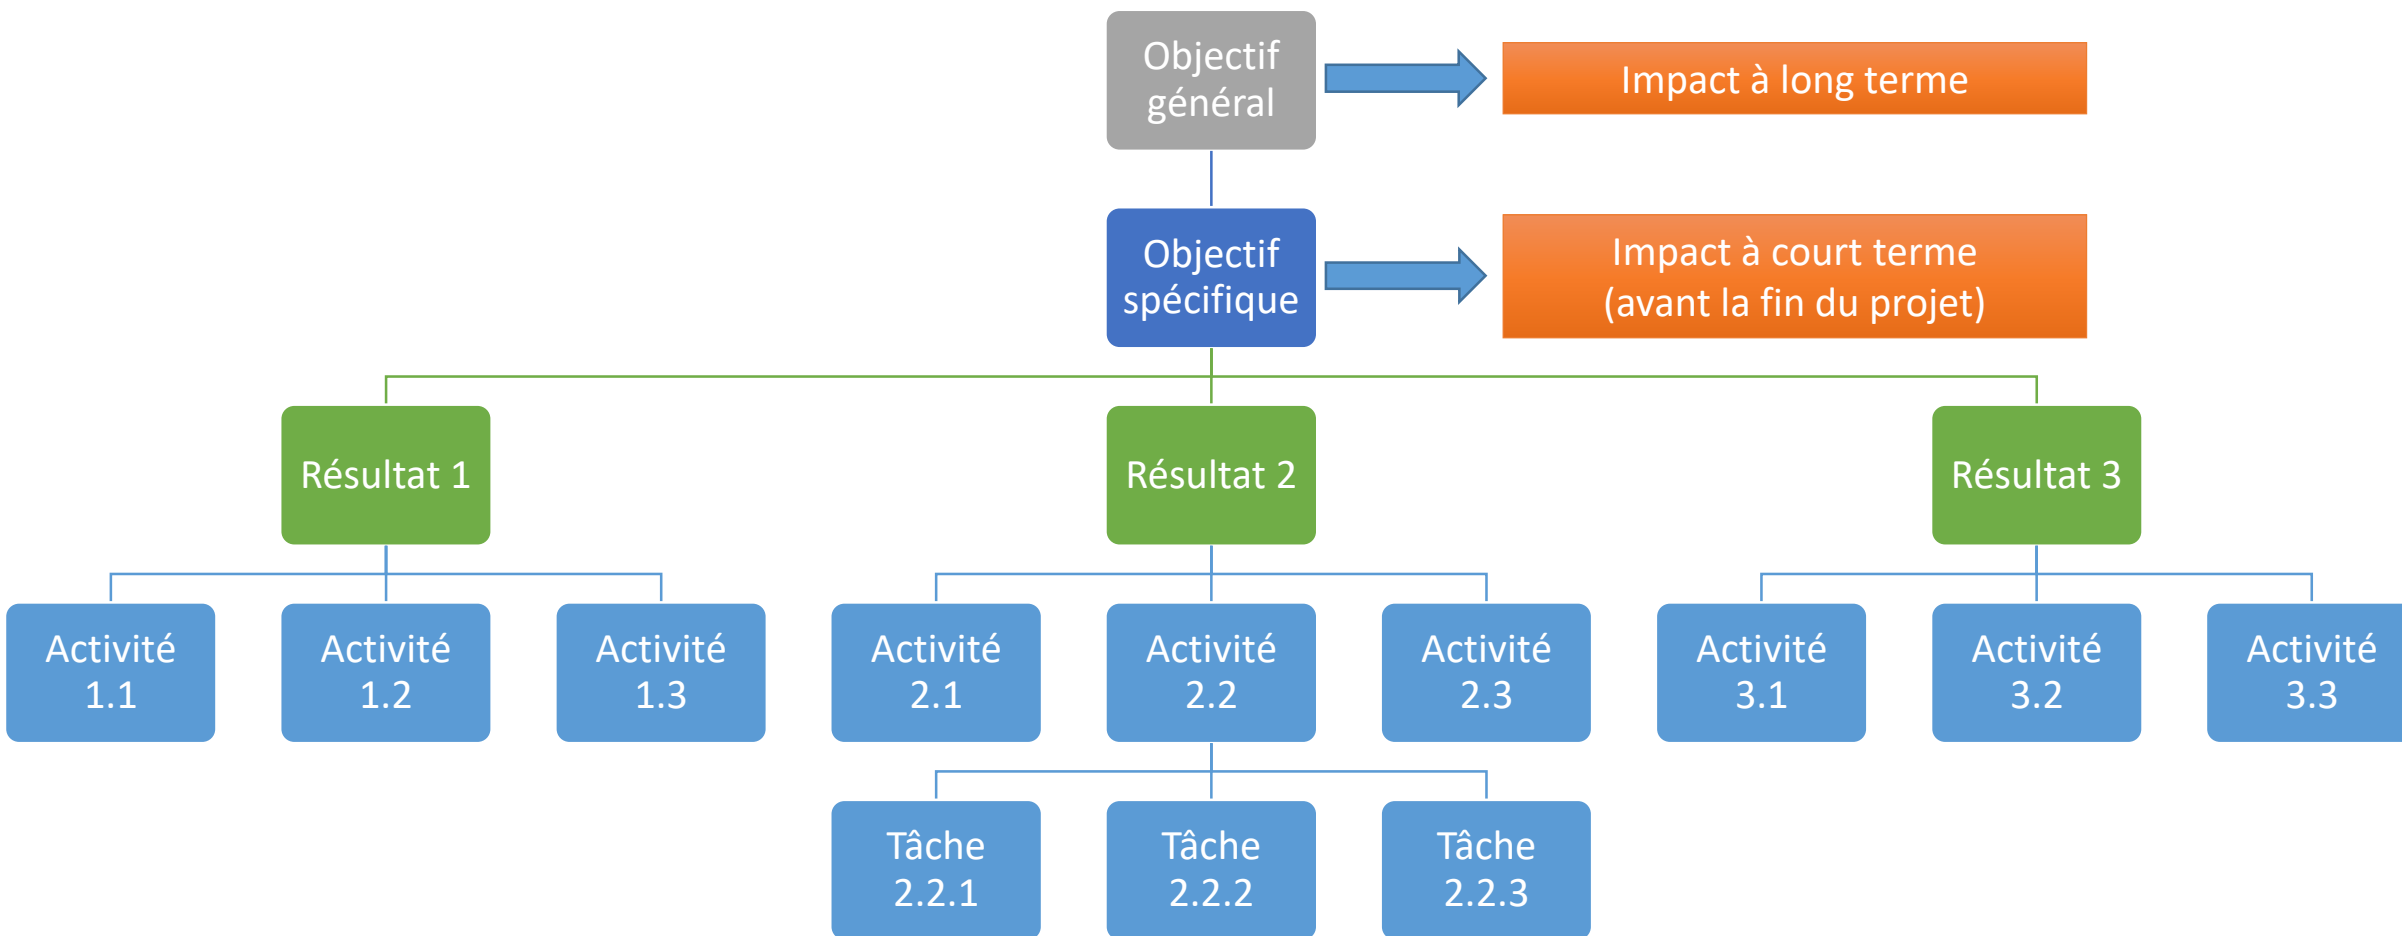 Objectif
général
Impact à long terme
Objectif
spécifique
Impact à court terme
(avant la fin du projet)
Résultat 1
Résultat 2
Résultat 3
Activité
1.1
Activité
1.2
Activité
1.3
Activité
2.1
Activité
2.2
Activité
2.3
Activité
3.1
Activité
3.2
Activité
3.3
Tâche
2.2.1
Tâche
2.2.2
Tâche
2.2.3